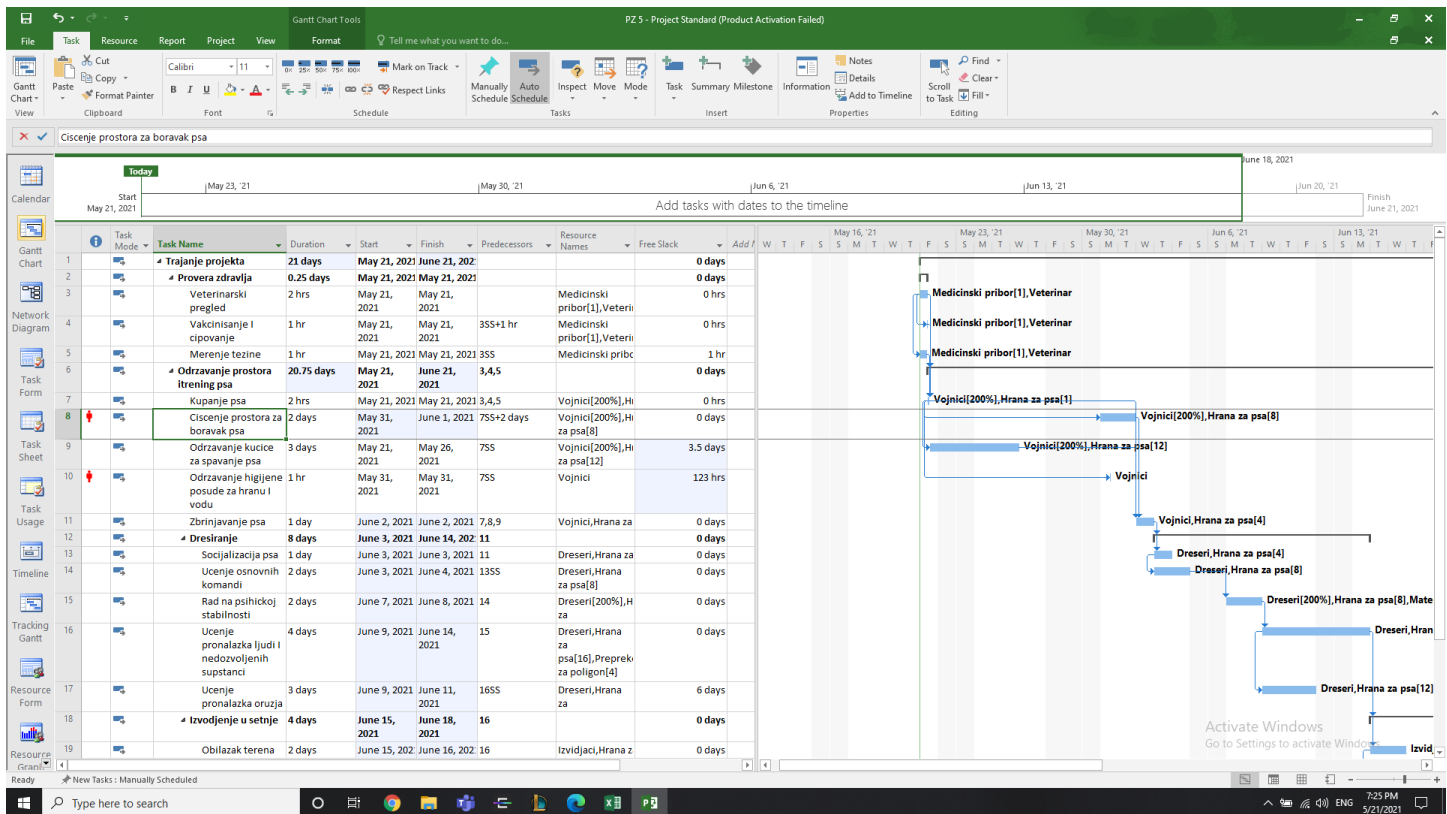 Gantt Chart Tools
PZ 5 - Project Standard (Product Activation Failed)
File Task Resource Report Project View Format Tell me what you want to do...
Gantt Chart
View
Paste
Cut
Copy
Format Painter
Clipboard
Calibri 11
B I U A
Font
0× 25× 50× 75× 100×
Mark on Track
Respect Links
Schedule
Manually Schedule
Auto Schedule
Inspect Move Mode
Tasks
Task Summary Milestone
Insert
Information
Notes
Details
Add to Timeline
Properties
Scroll to Task
Find
Clear
Fill
Editing
Ciscenje prostora za boravak psa
Today
June 18, 2021
May 23, '21 May 30, '21 Jun 6, '21 Jun 13, '21 Jun 20, '21
Start
May 21, 2021
Add tasks with dates to the timeline
Finish
June 21, 2021
Calendar
Gantt Chart
Network Diagram
Task Form
Task Sheet
Task Usage
Timeline
Tracking Gantt
Resource Form
Resource Graph
Task Mode Task Name Duration Start Finish Predecessors Resource Names Free Slack Add
May 16, '21 May 23, '21 May 30, '21 Jun 6, '21 Jun 13, '21
W T F S S M T W T F S S M T W T F S S M T W T F S S M T W T F S S M T W T F
1 Trajanje projekta 21 days May 21, 2021 June 21, 202 0 days
2 Provera zdravlja 0.25 days May 21, 2021 May 21, 2021 0 days
3 Veterinarski pregled 2 hrs May 21, 2021 May 21, 2021 Medicinski pribor[1],Veteri 0 hrs
Medicinski pribor[1],Veterinar
4 Vakcinisanje I cipovanje 1 hr May 21, 2021 May 21, 2021 3SS+1 hr Medicinski pribor[1],Veteri 0 hrs
Medicinski pribor[1],Veterinar
5 Merenje tezine 1 hr May 21, 2021 May 21, 2021 3SS Medicinski pribo 1 hr
Medicinski pribor[1],Veterinar
6 Odrzavanje prostora itrening psa 20.75 days May 21, 2021 June 21, 2021 3,4,5 0 days
7 Kupanje psa 2 hrs May 21, 2021 May 21, 2021 3,4,5 Vojnici[200%],H 0 hrs
Vojnici[200%],Hrana za psa[1]
8 Ciscenje prostora za boravak psa 2 days May 31, 2021 June 1, 2021 7SS+2 days Vojnici[200%],H za psa[8] 0 days
Vojnici[200%],Hrana za psa[8]
9 Odrzavanje kucice za spavanje psa 3 days May 21, 2021 May 26, 2021 7SS Vojnici[200%],H za psa[12] 3.5 days
Vojnici[200%],Hrana za psa[12]
10 Odrzavanje higijene posude za hranu I vodu 1 hr May 31, 2021 May 31, 2021 7SS Vojnici 123 hrs
Vojnici
11 Zbrinjavanje psa 1 day June 2, 2021 June 2, 2021 7,8,9 Vojnici,Hrana za 0 days
Vojnici,Hrana za psa[4]
12 Dresiranje 8 days June 3, 2021 June 14, 202 11 0 days
13 Socijalizacija psa 1 day June 3, 2021 June 3, 2021 11 Dreseri,Hrana za 0 days
Dreseri,Hrana za psa[4]
14 Ucenje osnovnih komandi 2 days June 3, 2021 June 4, 2021 13SS Dreseri,Hrana za psa[8] 0 days
Dreseri,Hrana za psa[8]
15 Rad na psihickoj stabilnosti 2 days June 7, 2021 June 8, 2021 14 Dreseri[200%],H za 0 days
Dreseri[200%],Hrana za psa[8],Mate
16 Ucenje pronalazka ljudi I nedozvoljenih supstanci 4 days June 9, 2021 June 14, 2021 15 Dreseri,Hrana za psa[16],Preprek za poligon[4] 0 days
Dreseri,Hran
17 Ucenje pronalazka oruzja 3 days June 9, 2021 June 11, 2021 16SS Dreseri,Hrana za 6 days
Dreseri,Hrana za psa[12]
18 Izvodjenje u setnje 4 days June 15, 2021 June 18, 2021 16 0 days
19 Obilazak terena 2 days June 15, 202 June 16, 202 16 Izvidjaci,Hrana z 0 days
Izvid
Activate Windows
Go to Settings to activate Windows.
Ready New Tasks : Manually Scheduled
Type here to search
ENG
7:25 PM
5/21/2021